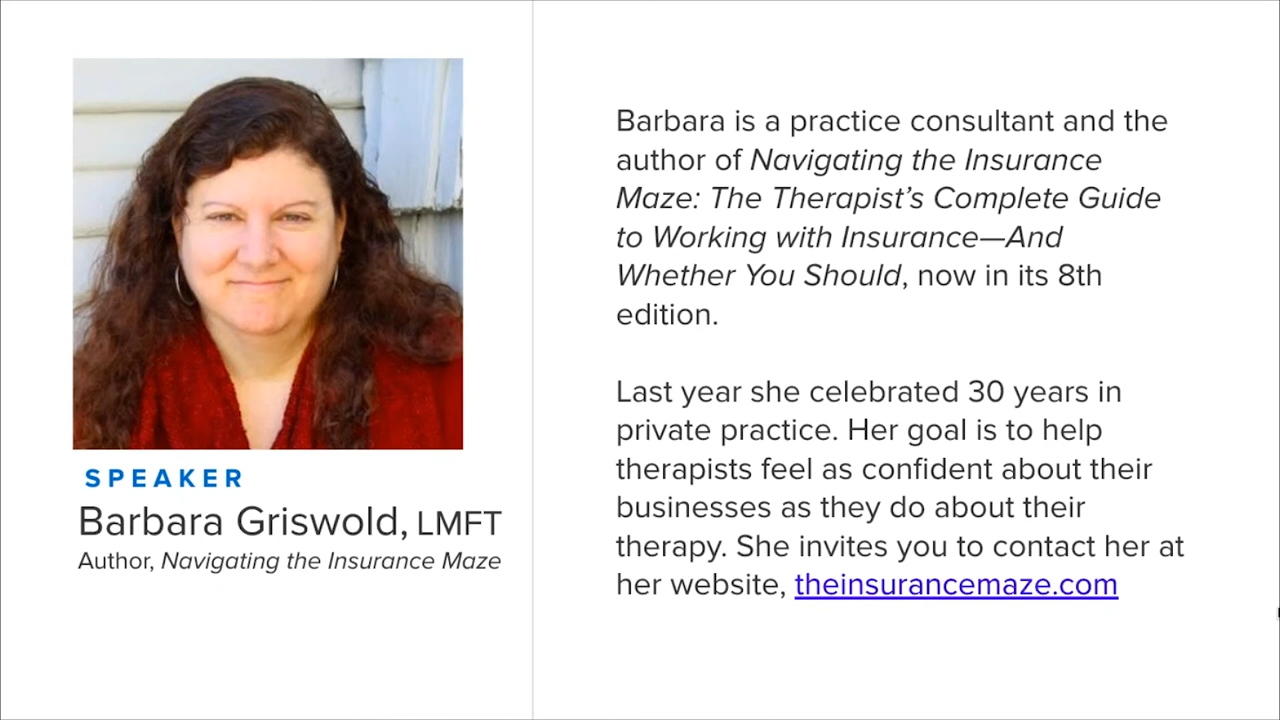 SPEAKER
Barbara Griswold, LMFT
Author, Navigating the Insurance Maze
Barbara is a practice consultant and the
author of Navigating the Insurance
Maze: The Therapist’s Complete Guide
to Working with Insurance—And
Whether You Should, now in its 8th
edition.
Last year she celebrated 30 years in
private practice. Her goal is to help
therapists feel as confident about their
businesses as they do about their
therapy. She invites you to contact her at
her website, theinsurancemaze.com